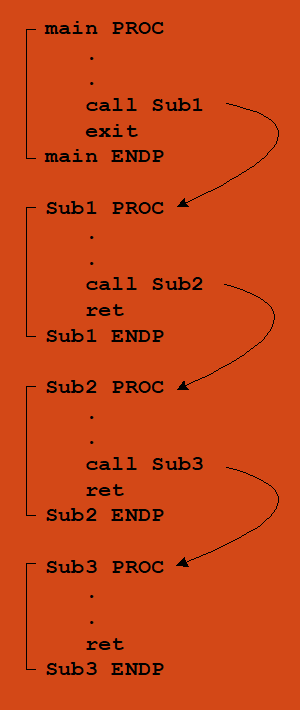 main PROC
.
.
call Sub1
exit
main ENDP
Sub1 PROC
.
.
call Sub2
ret
Sub1 ENDP
Sub2 PROC
.
.
call Sub3
ret
Sub2 ENDP
Sub3 PROC
.
.
ret
Sub3 ENDP